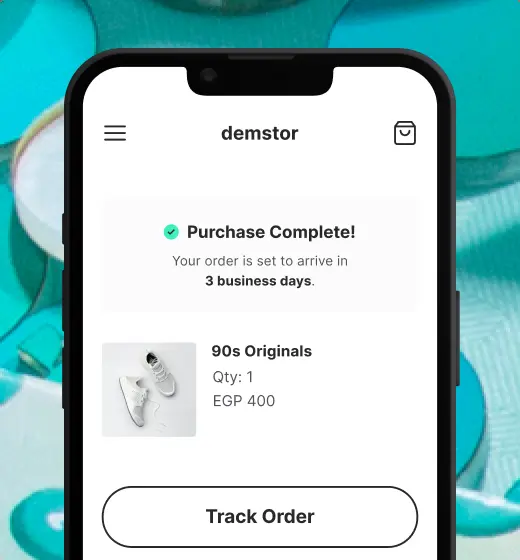 demstor
Purchase Complete!
Your order is set to arrive in
3 business days.
90s Originals
Qty: 1
EGP 400
Track Order